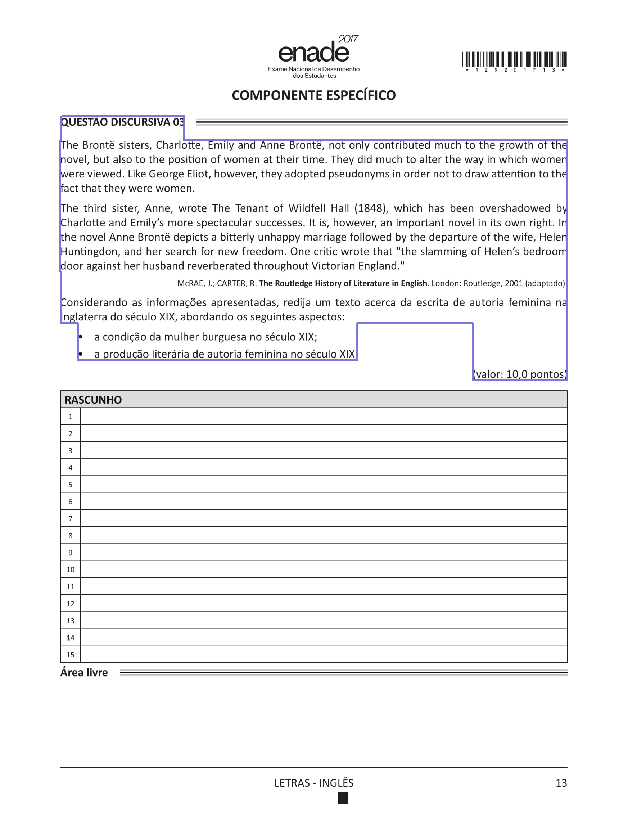 enade 2017
Exame Nacional de Desempenho
dos Estudantes
*R2920171 3*
COMPONENTE ESPECÍFICO
QUESTÃO DISCURSIVA 03
The Brontë sisters, Charlotte, Emily and Anne Brontë, not only contributed much to the growth of the
novel, but also to the position of women at their time. They did much to alter the way in which women
were viewed. Like George Eliot, however, they adopted pseudonyms in order not to draw attention to the
fact that they were women.
The third sister, Anne, wrote The Tenant of Wildfell Hall (1848), which has been overshadowed by
Charlotte and Emily's more spectacular successes. It is, however, an important novel in its own right. In
the novel Anne Brontë depicts a bitterly unhappy marriage followed by the departure of the wife, Helen
Huntingdon, and her search for new freedom. One critic wrote that "the slamming of Helen's bedroom
door against her husband reverberated throughout Victorian England."
McRAE, J.; CARTER, R. The Routledge History of Literature in English. London: Routledge, 2001 (adaptado)
Considerando as informações apresentadas, redija um texto acerca da escrita de autoria feminina na
Inglaterra do século XIX, abordando os seguintes aspectos:
• a condição da mulher burguesa no século XIX;
• a produção literária de autoria feminina no século XIX.
(valor: 10,0 pontos)
RASCUNHO
1
2
3
4
5
6
7
8
9
10
11
12
13
14
15
Área livre
LETRAS - INGLÊS
13